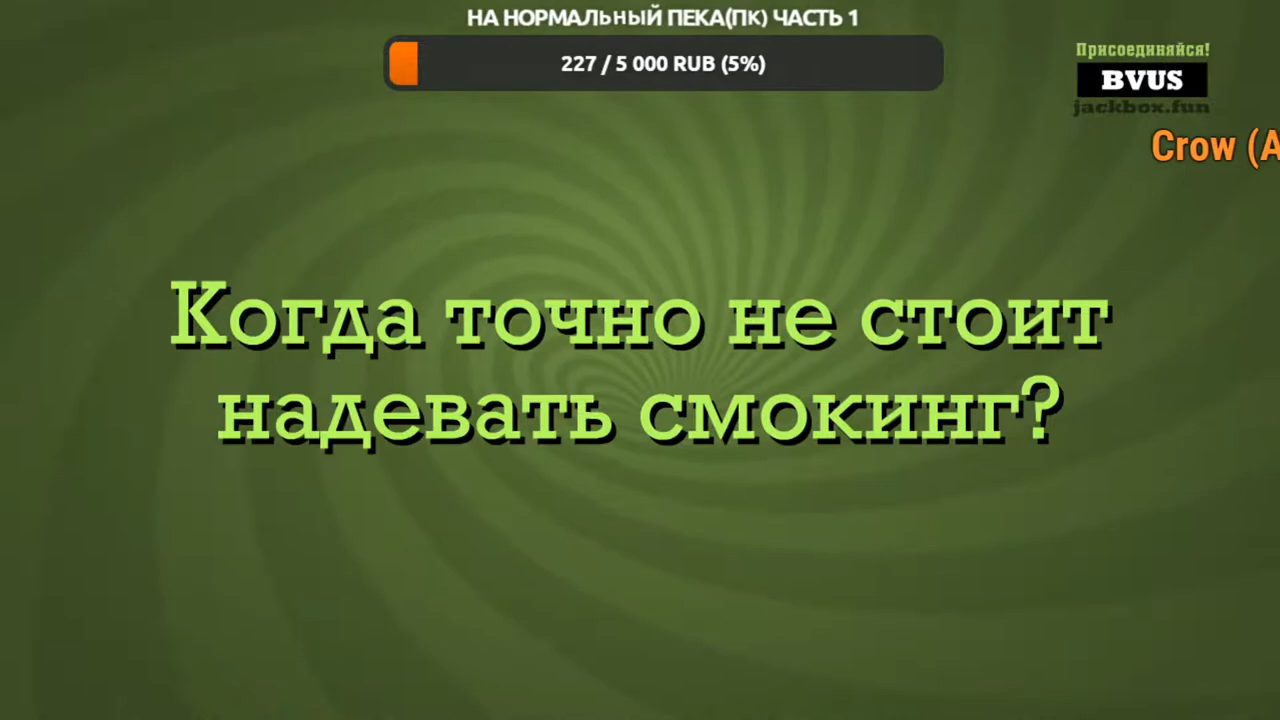 НА НОРМАЛЬНЫЙ ПЕКА(ПК) ЧАСТЬ 1
227 / 5 000 RUB (5%)
Присоединяйся!
BVUS
jackbox.fun
Crow (A
Когда точно не стоит
надевать смокинг?